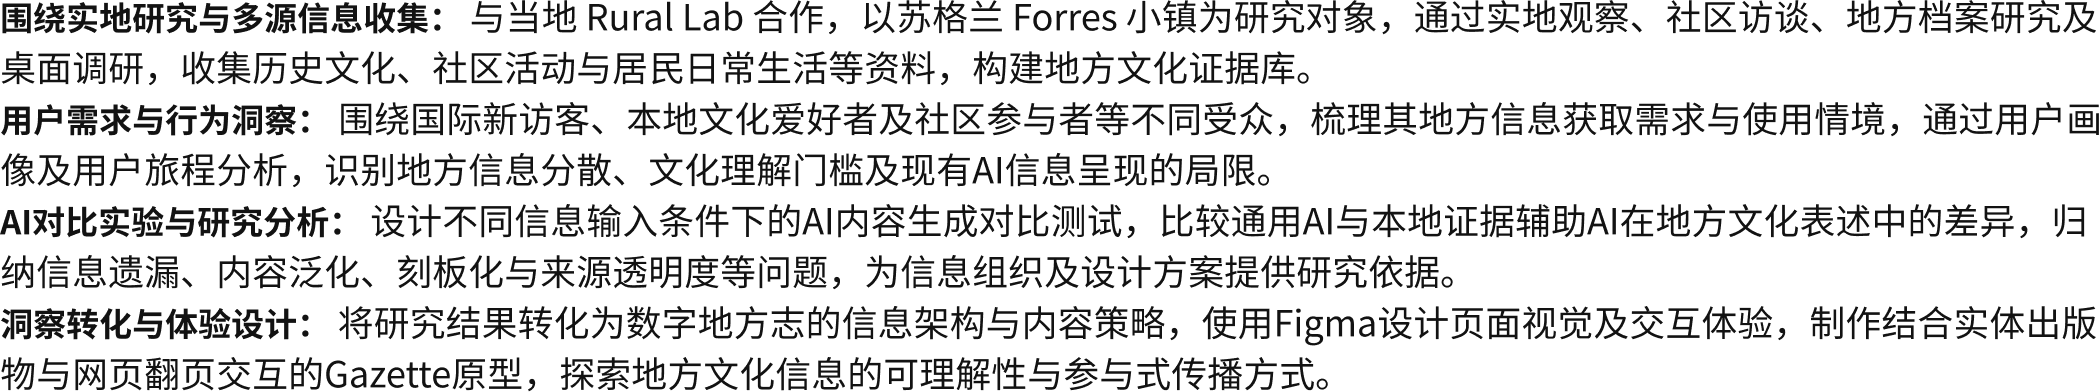 围绕实地研究与多源信息收集： 与当地 Rural Lab 合作，以苏格兰 Forres 小镇为研究对象，通过实地观察、社区访谈、地方档案研究及
桌面调研，收集历史文化、社区活动与居民日常生活等资料，构建地方文化证据库。
用户需求与行为洞察： 围绕国际新访客、本地文化爱好者及社区参与者等不同受众，梳理其地方信息获取需求与使用情境，通过用户画
像及用户旅程分析，识别地方信息分散、文化理解门槛及现有AI信息呈现的局限。
AI对比实验与研究分析： 设计不同信息输入条件下的AI内容生成对比测试，比较通用AI与本地证据辅助AI在地方文化表述中的差异，归
纳信息遗漏、内容泛化、刻板化与来源透明度等问题，为信息组织及设计方案提供研究依据。
洞察转化与体验设计： 将研究结果转化为数字地方志的信息架构与内容策略，使用Figma设计页面视觉及交互体验，制作结合实体出版
物与网页翻页交互的Gazette原型，探索地方文化信息的可理解性与参与式传播方式。